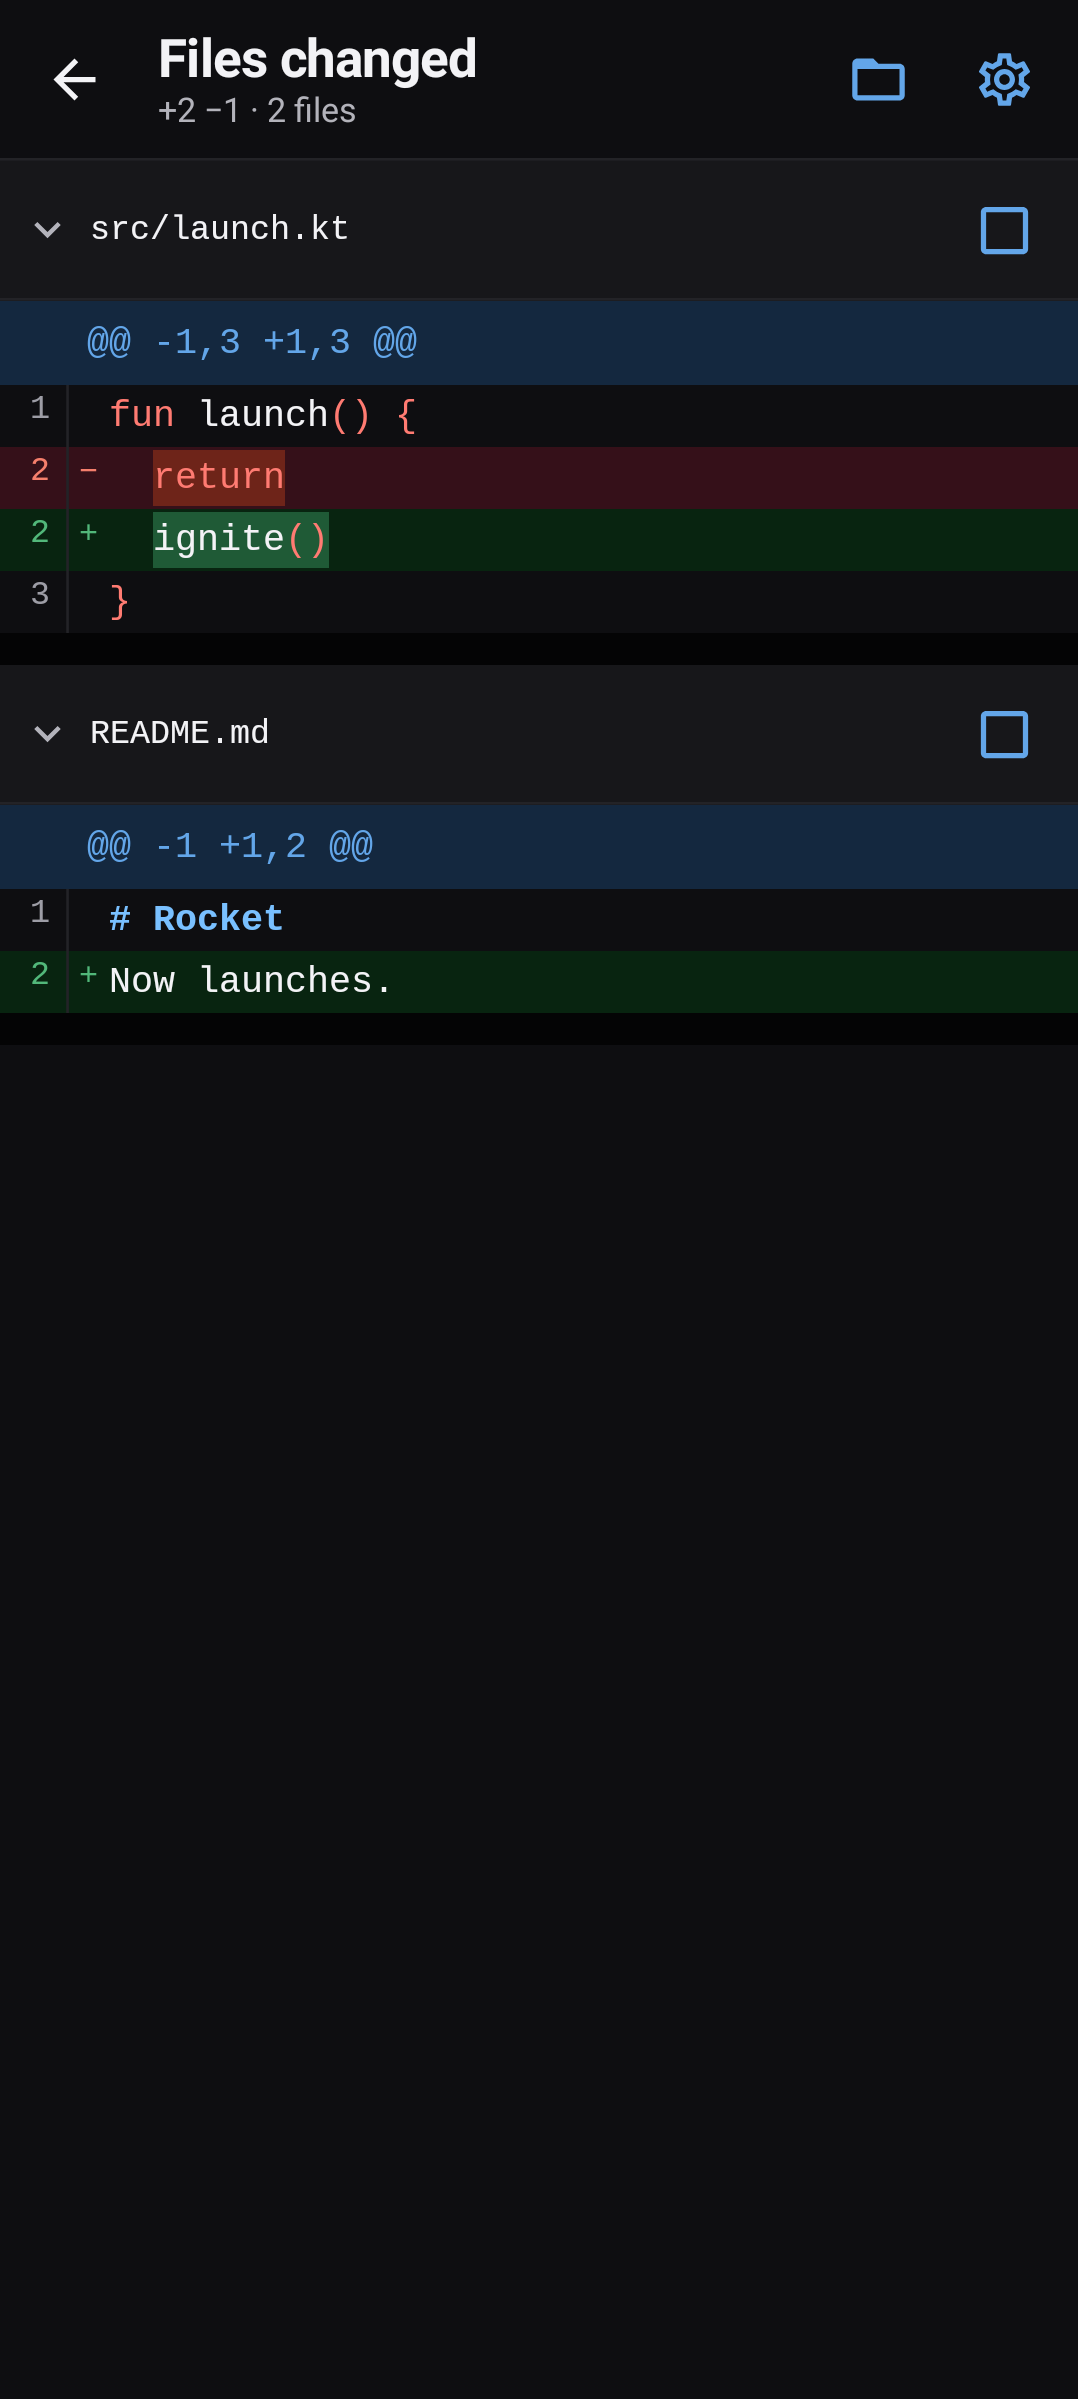 Files changed
+2 −1 · 2 files
src/launch.kt
@@ -1,3 +1,3 @@
1 fun launch() {
2 − return
2 + ignite()
3 }
README.md
@@ -1 +1,2 @@
1 # Rocket
2 + Now launches.